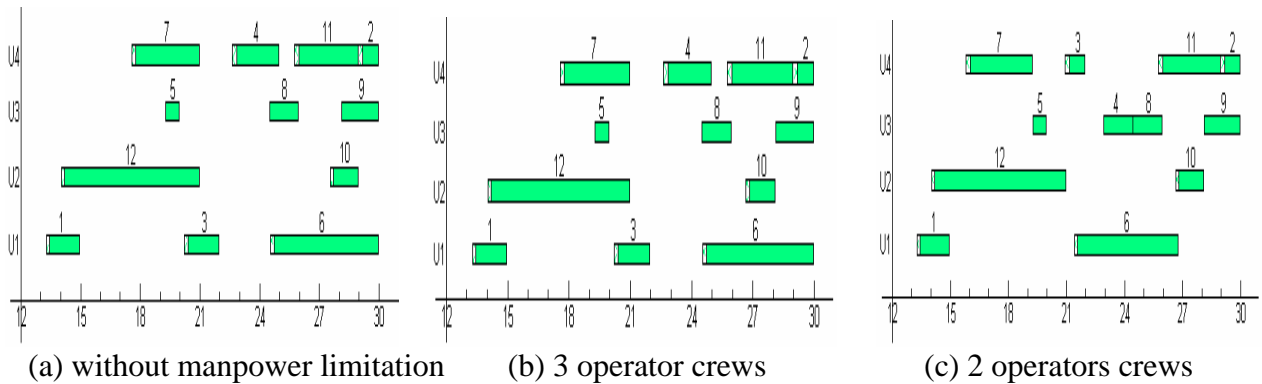 7 4 11 2
U4
5 8 9
U3
12 10
U2
1 3 6
U1
12 15 18 21 24 27 30
(a) without manpower limitation
7 4 11 2
U4
5 8 9
U3
12 10
U2
1 3 6
U1
12 15 18 21 24 27 30
(b) 3 operator crews
7 3 11 2
U4
5 4 8 9
U3
12 10
U2
1 6
U1
12 15 18 21 24 27 30
(c) 2 operators crews